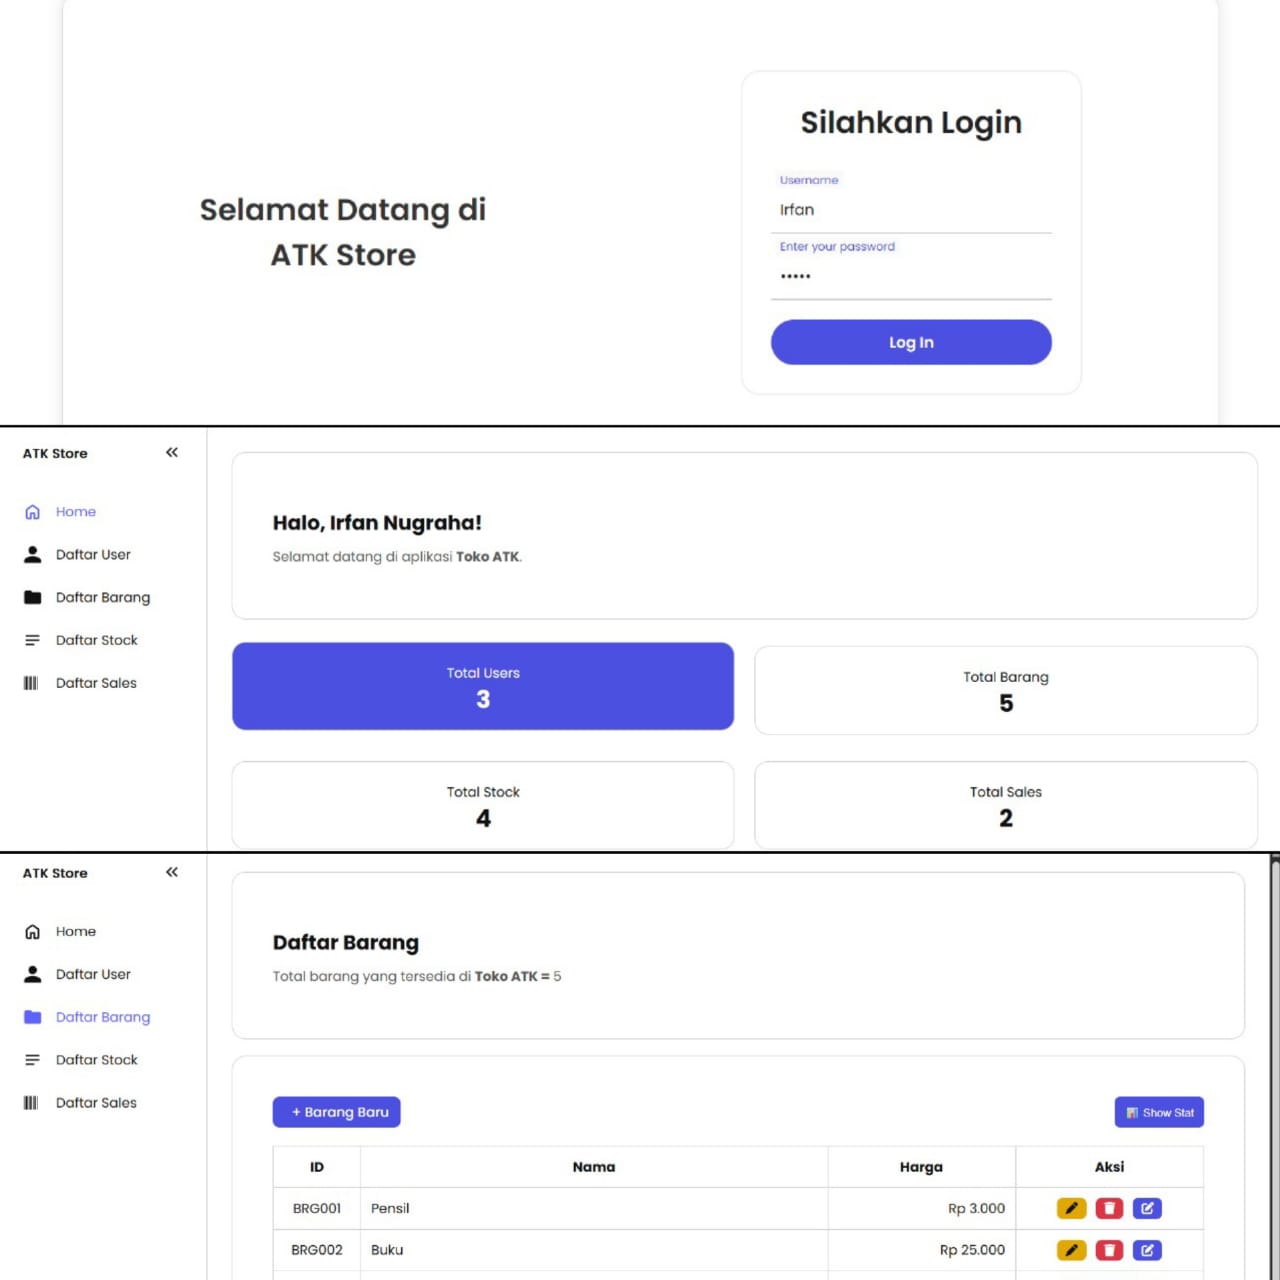 Selamat Datang di
ATK Store
Silahkan Login
Username
Irfan
Enter your password
•••••
Log In
ATK Store
Home
Daftar User
Daftar Barang
Daftar Stock
Daftar Sales
Halo, Irfan Nugraha!
Selamat datang di aplikasi Toko ATK.
Total Users
3
Total Barang
5
Total Stock
4
Total Sales
2
ATK Store
Home
Daftar User
Daftar Barang
Daftar Stock
Daftar Sales
Daftar Barang
Total barang yang tersedia di Toko ATK = 5
+ Barang Baru
Show Stat
ID Nama Harga Aksi
BRG001 Pensil Rp 3.000
BRG002 Buku Rp 25.000